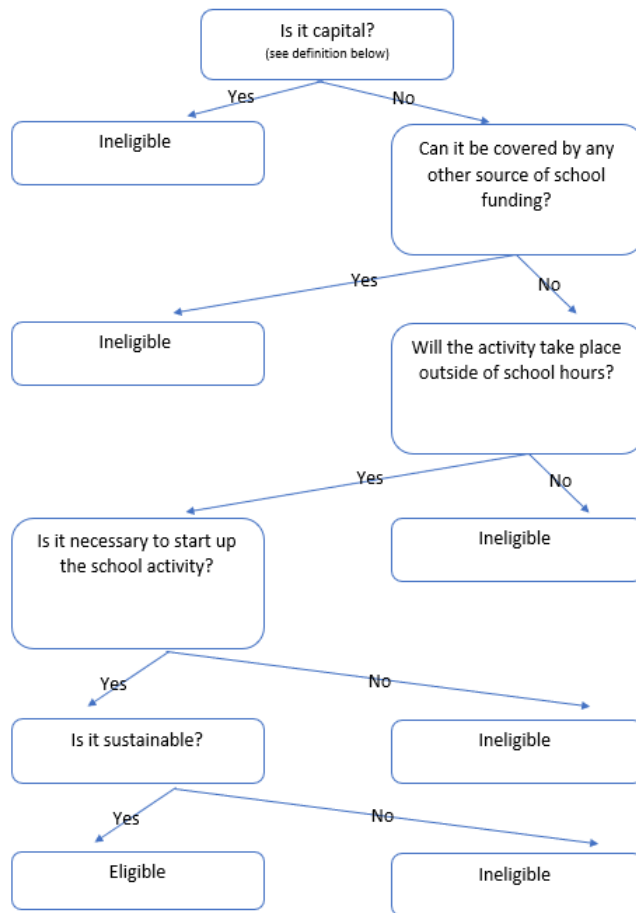 Is it capital?
(see definition below)
Yes
No
Ineligible
Can it be covered by any
other source of school
funding?
Yes
No
Ineligible
Will the activity take place
outside of school hours?
Yes
No
Is it necessary to start up
the school activity?
Ineligible
Yes
No
Is it sustainable?
Ineligible
Yes
No
Eligible
Ineligible